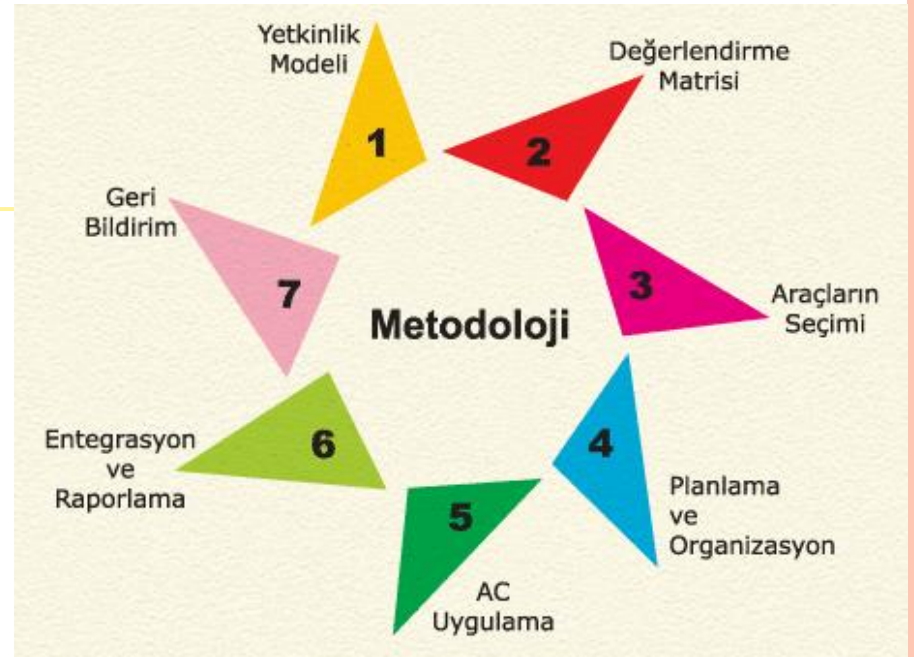 Yetkinlik
Modeli
1
Değerlendirme
Matrisi
2
Araçların
Seçimi
3
Planlama
ve
Organizasyon
4
AC
Uygulama
5
Entegrasyon
ve
Raporlama
6
Geri
Bildirim
7
Metodoloji